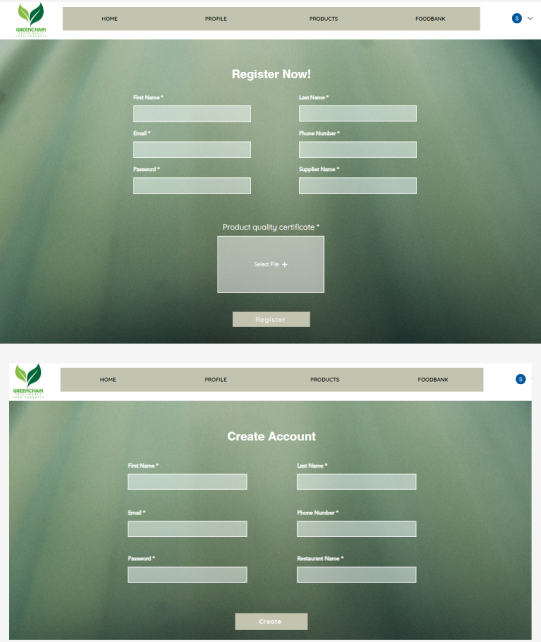 HOME PROFILE PRODUCTS FOODBANK S
GREENCHAIN
Register Now!
First Name * Last Name *
Email * Phone Number *
Password * Supplier Name *
Product quality certificate *
Select File +
Register
HOME PROFILE PRODUCTS FOODBANK S
GREENCHAIN
Create Account
First Name * Last Name *
Email * Phone Number *
Password * Restaurant Name *
Create